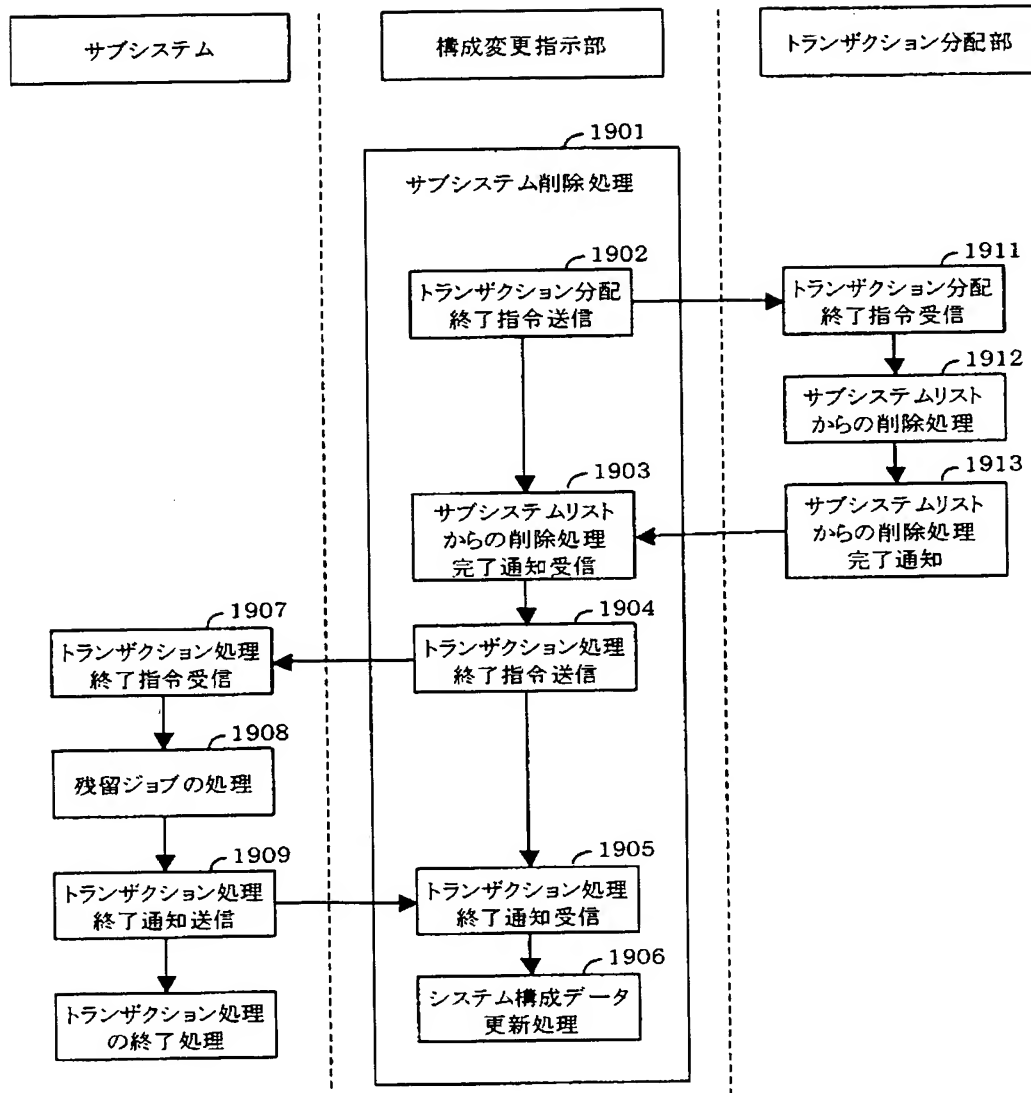 サブシステム
構成変更指示部
トランザクション分配部
1901
サブシステム削除処理
1902
トランザクション分配
終了指令送信
1911
トランザクション分配
終了指令受信
1912
サブシステムリスト
からの削除処理
1913
サブシステムリスト
からの削除処理
完了通知
1903
サブシステムリスト
からの削除処理
完了通知受信
1904
トランザクション処理
終了指令送信
1907
トランザクション処理
終了指令受信
1908
残留ジョブの処理
1909
トランザクション処理
終了通知送信
1905
トランザクション処理
終了通知受信
1906
システム構成データ
更新処理
トランザクション処理
の終了処理